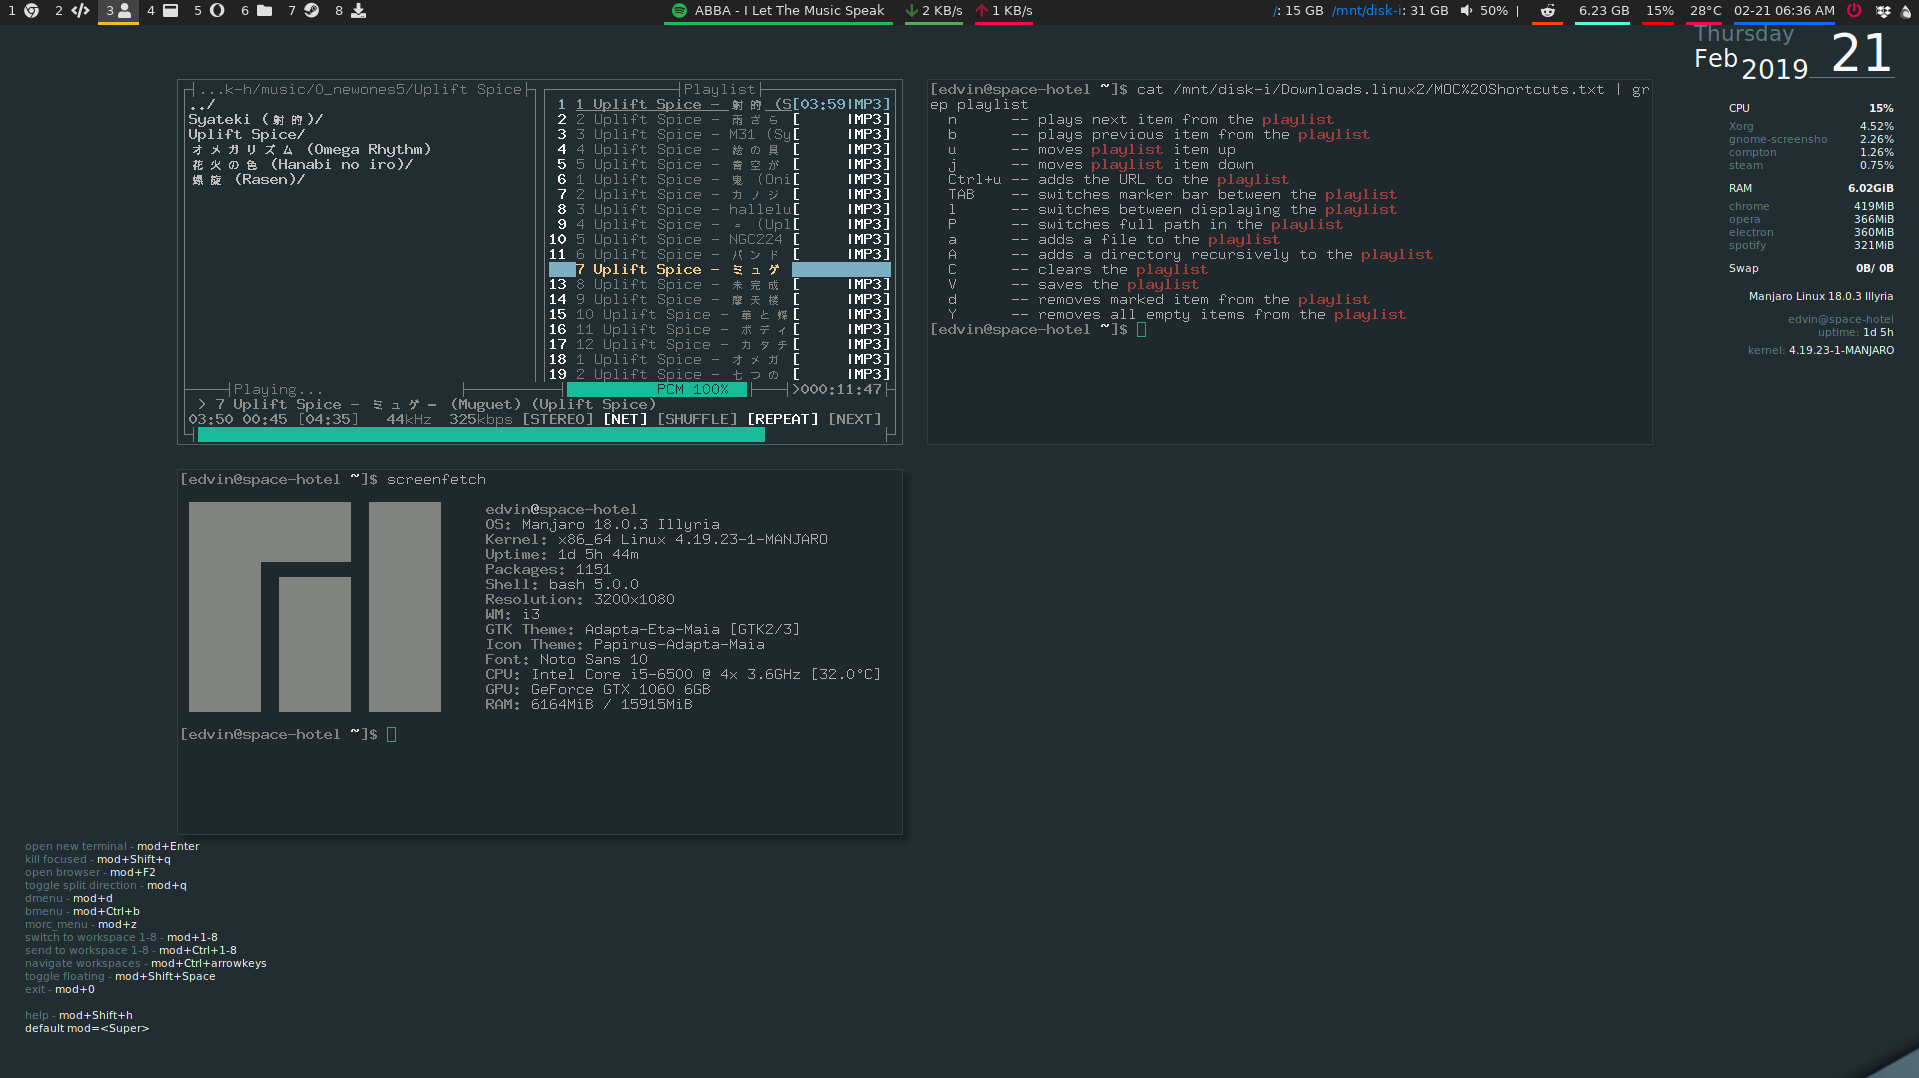 1 2 3 4 5 6 7 8
ABBA - I Let The Music Speak 2 KB/s 1 KB/s
/: 15 GB /mnt/disk-i: 31 GB 50% | 6.23 GB 15% 28°C 02-21 06:36 AM
Thursday
Feb 2019 21
...k-h/music/0_newones5/Uplift Spice
../
Syateki (射的)/
Uplift Spice/
オメガリズム (Omega Rhythm)
花火の色 (Hanabi no iro)/
螺旋 (Rasen)/
Playlist
1 1 Uplift Spice - 射的 (S[03:59|MP3]
2 2 Uplift Spice - 雨ざら [ |MP3]
3 3 Uplift Spice - M31 (Sy[ |MP3]
4 4 Uplift Spice - 絵の具 [ |MP3]
5 5 Uplift Spice - 青空が [ |MP3]
6 1 Uplift Spice - 鬼 (Oni[ |MP3]
7 2 Uplift Spice - カノジ [ |MP3]
8 3 Uplift Spice - hallelu[ |MP3]
9 4 Uplift Spice - = (Upl[ |MP3]
10 5 Uplift Spice - NGC224 [ |MP3]
11 6 Uplift Spice - バンド [ |MP3]
7 Uplift Spice - ミュゲ
13 8 Uplift Spice - 未完成 [ |MP3]
14 9 Uplift Spice - 摩天楼 [ |MP3]
15 10 Uplift Spice - 華と蝶 [ |MP3]
16 11 Uplift Spice - ボディ [ |MP3]
17 12 Uplift Spice - カタチ [ |MP3]
18 1 Uplift Spice - オメガ [ |MP3]
19 2 Uplift Spice - 七つの [ |MP3]
Playing... PCM 100% >000:11:47
> 7 Uplift Spice - ミュゲー (Muguet) (Uplift Spice)
03:50 00:45 [04:35] 44kHz 325kbps [STEREO] [NET] [SHUFFLE] [REPEAT] [NEXT]
[edvin@space-hotel ~]$ cat /mnt/disk-i/Downloads.linux2/MOC%20Shortcuts.txt | gr
ep playlist
n -- plays next item from the playlist
b -- plays previous item from the playlist
u -- moves playlist item up
j -- moves playlist item down
Ctrl+u -- adds the URL to the playlist
TAB -- switches marker bar between the playlist
l -- switches between displaying the playlist
P -- switches full path in the playlist
a -- adds a file to the playlist
A -- adds a directory recursively to the playlist
C -- clears the playlist
V -- saves the playlist
d -- removes marked item from the playlist
Y -- removes all empty items from the playlist
[edvin@space-hotel ~]$
CPU 15%
Xorg 4.52%
gnome-screensho 2.26%
compton 1.26%
steam 0.75%
RAM 6.02GiB
chrome 419MiB
opera 366MiB
electron 360MiB
spotify 321MiB
Swap 0B/ 0B
Manjaro Linux 18.0.3 Illyria
edvin@space-hotel
uptime: 1d 5h
kernel: 4.19.23-1-MANJARO
[edvin@space-hotel ~]$ screenfetch
edvin@space-hotel
OS: Manjaro 18.0.3 Illyria
Kernel: x86_64 Linux 4.19.23-1-MANJARO
Uptime: 1d 5h 44m
Packages: 1151
Shell: bash 5.0.0
Resolution: 3200x1080
WM: i3
GTK Theme: Adapta-Eta-Maia [GTK2/3]
Icon Theme: Papirus-Adapta-Maia
Font: Noto Sans 10
CPU: Intel Core i5-6500 @ 4x 3.6GHz [32.0°C]
GPU: GeForce GTX 1060 6GB
RAM: 6164MiB / 15915MiB
[edvin@space-hotel ~]$
open new terminal - mod+Enter
kill focused - mod+Shift+q
open browser - mod+F2
toggle split direction - mod+q
dmenu - mod+d
bmenu - mod+Ctrl+b
morc_menu - mod+z
switch to workspace 1-8 - mod+1-8
send to workspace 1-8 - mod+Ctrl+1-8
navigate workspaces - mod+Ctrl+arrowkeys
toggle floating - mod+Shift+Space
exit - mod+0
help - mod+Shift+h
default mod=<Super>